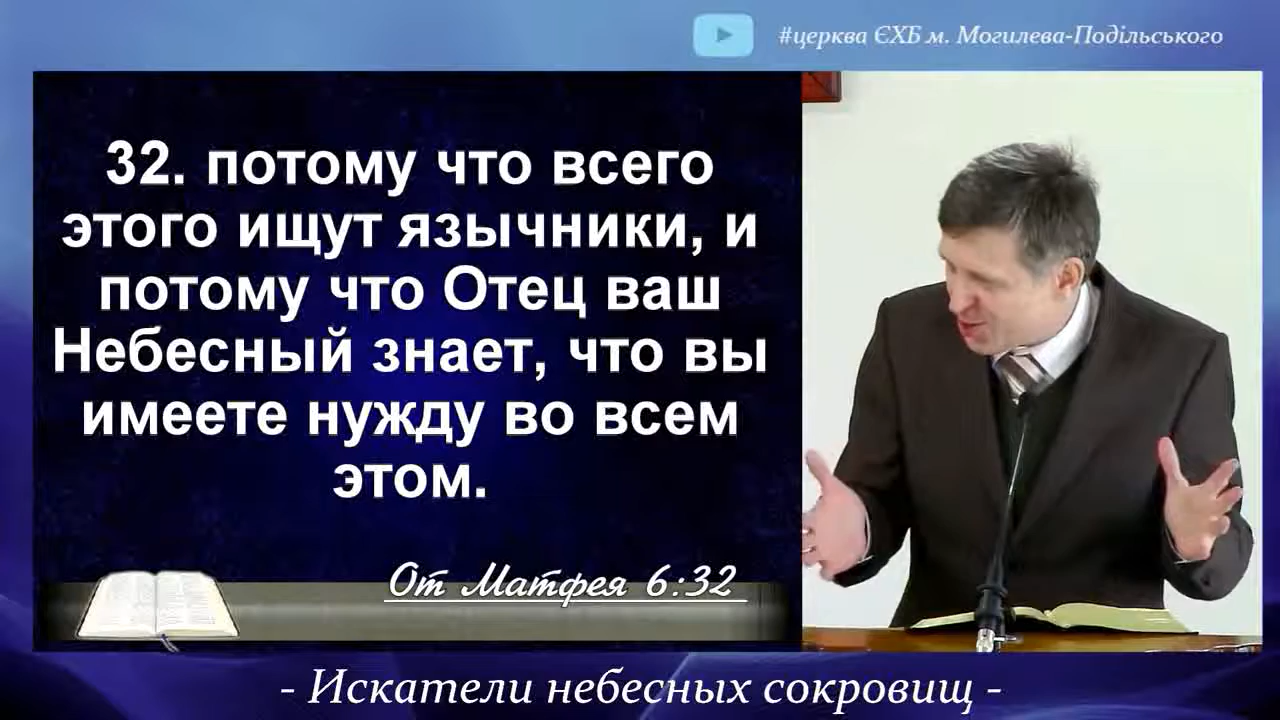 #церква ЄХБ м. Могилева-Подільського
32. потому что всего
этого ищут язычники, и
потому что Отец ваш
Небесный знает, что вы
имеете нужду во всем
этом.
От Матфея 6:32
- Искатели небесных сокровищ -